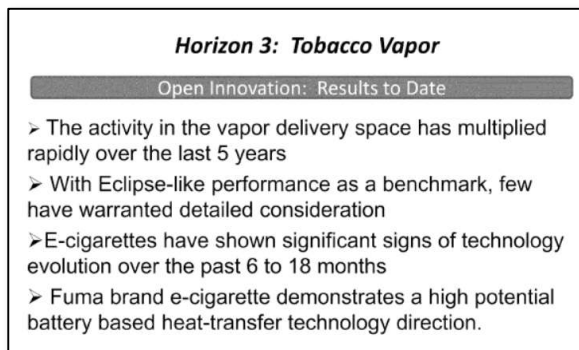 Horizon 3: Tobacco Vapor
Open Innovation: Results to Date
➢ The activity in the vapor delivery space has multiplied
rapidly over the last 5 years
➢ With Eclipse-like performance as a benchmark, few
have warranted detailed consideration
➢E-cigarettes have shown significant signs of technology
evolution over the past 6 to 18 months
➢ Fuma brand e-cigarette demonstrates a high potential
battery based heat-transfer technology direction.